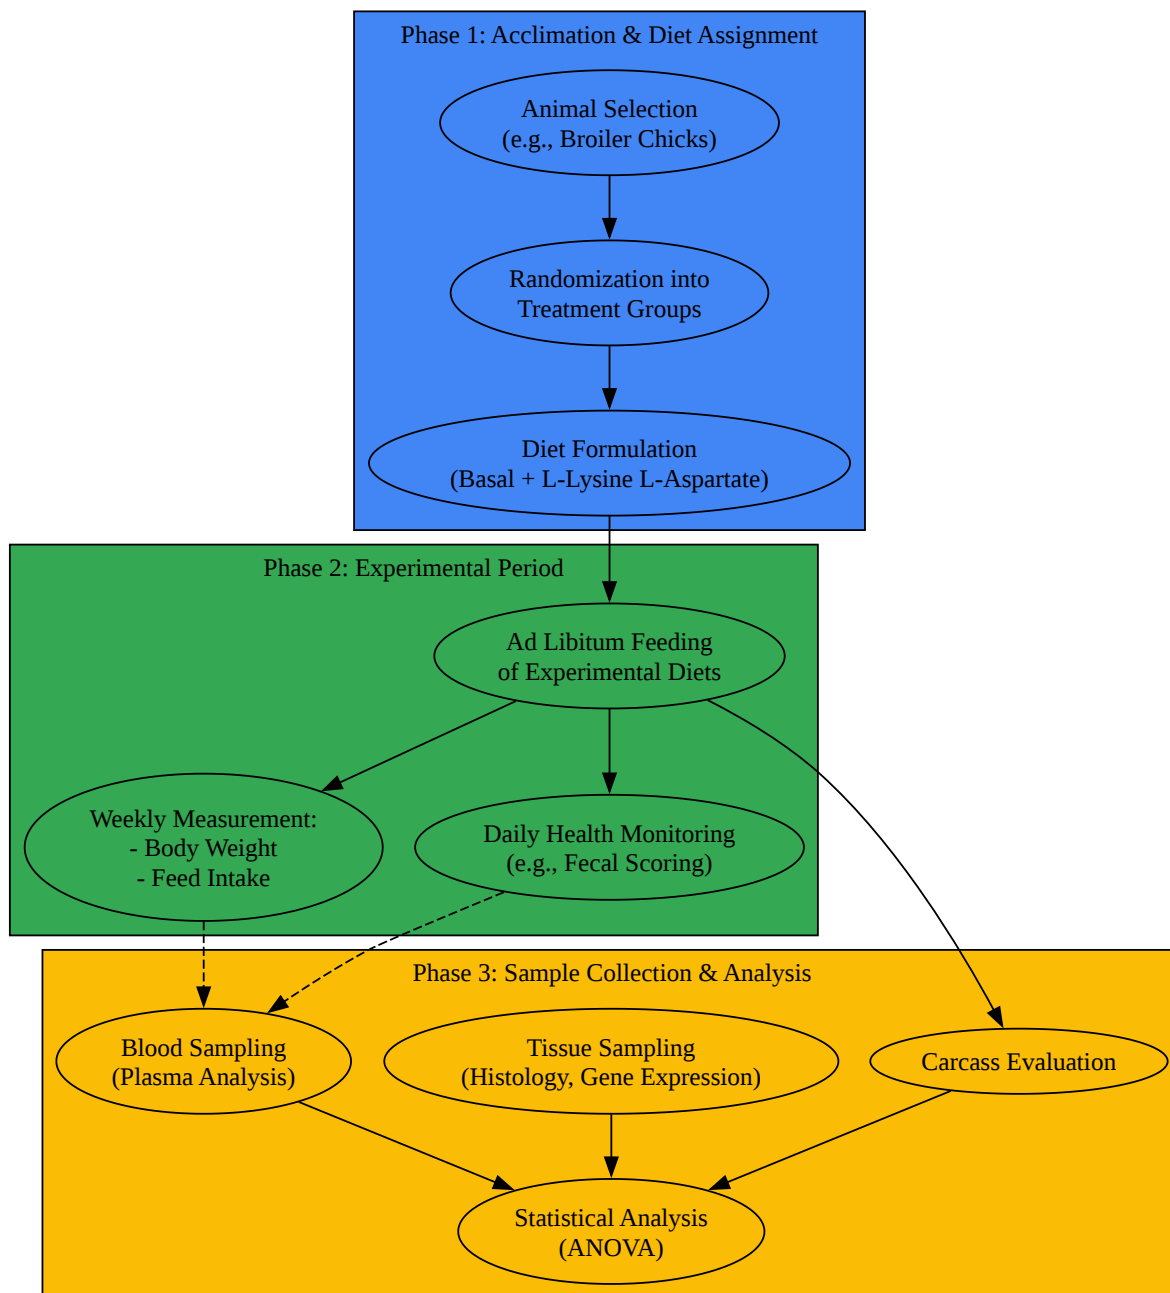 Phase 1: Acclimation & Diet Assignment
Animal Selection
(e.g., Broiler Chicks)
Randomization into
Treatment Groups
Diet Formulation
(Basal + L-Lysine L-Aspartate)
Phase 2: Experimental Period
Ad Libitum Feeding
of Experimental Diets
Weekly Measurement:
- Body Weight
- Feed Intake
Daily Health Monitoring
(e.g., Fecal Scoring)
Phase 3: Sample Collection & Analysis
Blood Sampling
(Plasma Analysis)
Tissue Sampling
(Histology, Gene Expression)
Carcass Evaluation
Statistical Analysis
(ANOVA)